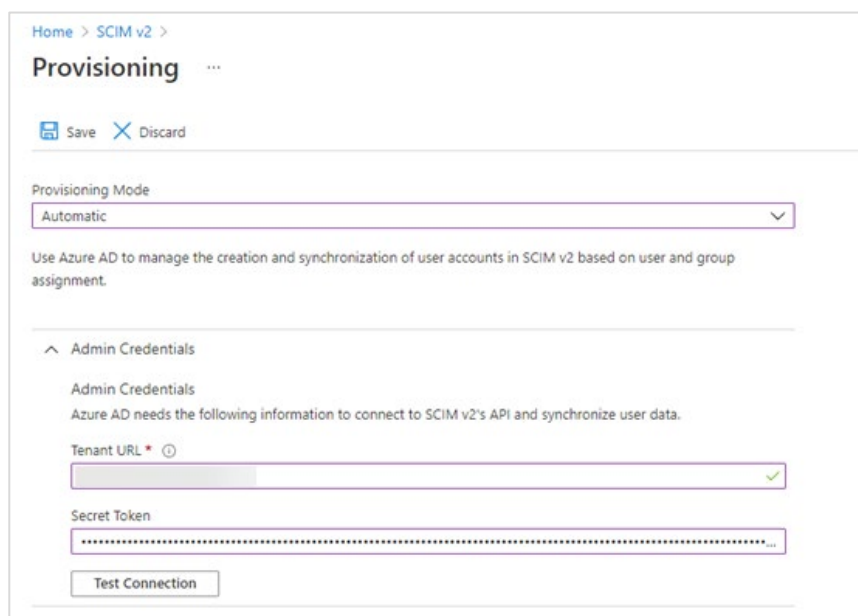 Home > SCIM v2 >
Provisioning ...
Save Discard
Provisioning Mode
Automatic
Use Azure AD to manage the creation and synchronization of user accounts in SCIM v2 based on user and group
assignment.
Admin Credentials
Admin Credentials
Azure AD needs the following information to connect to SCIM v2's API and synchronize user data.
Tenant URL *
Secret Token
Test Connection